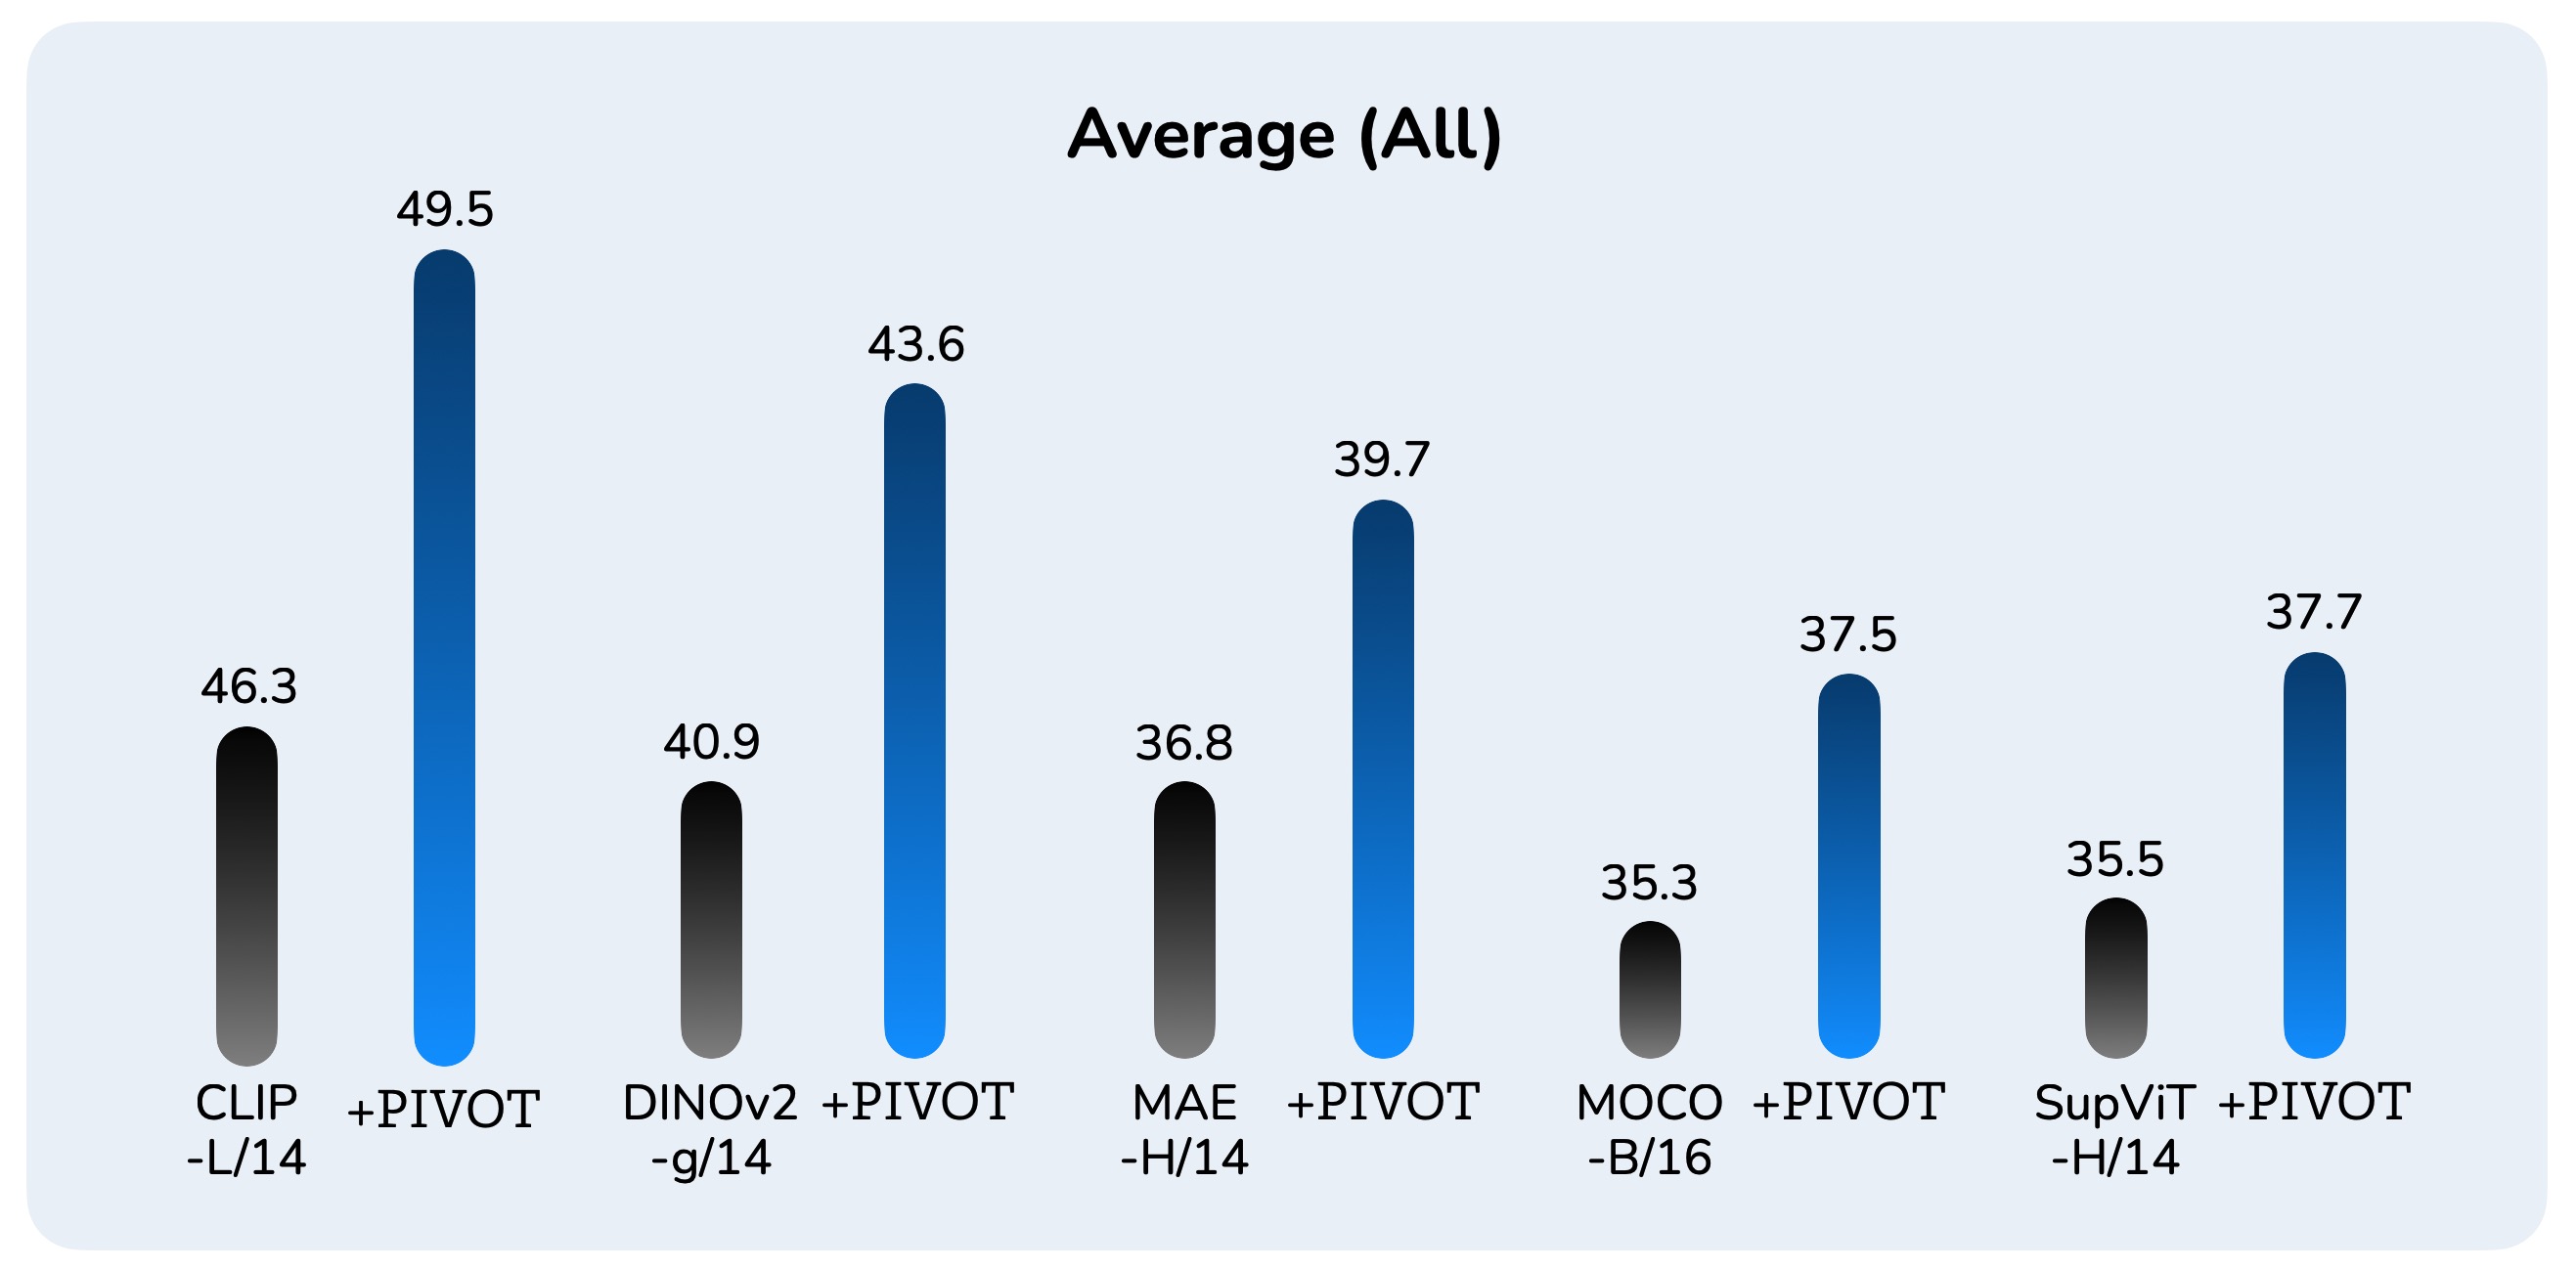 Average (All)
49.5
43.6
39.7
37.7
37.5
46.3
40.9
36.8
35.5
35.3
CLIP
-L/14
+PIVOT
DINOv2
-g/14
+PIVOT
MAE
-H/14
+PIVOT
MOCO
-B/16
+PIVOT
SupViT
-H/14
+PIVOT